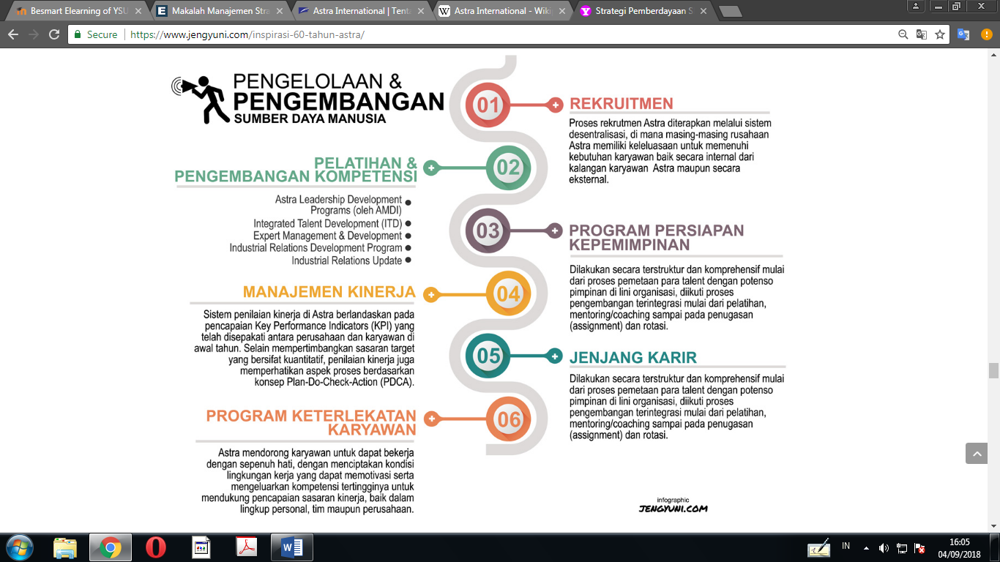 Besmart Elearning of YSU
Makalah Manajemen Stra
Astra International | Tenta
Astra International - Wiki
Strategi Pemberdayaan S
Secure
https://www.jengyuni.com/inspirasi-60-tahun-astra/
PENGELOLAAN &
PENGEMBANGAN
SUMBER DAYA MANUSIA
01
REKRUITMEN
Proses rekrutmen Astra diterapkan melalui sistem
desentralisasi, di mana masing-masing rusahaan
Astra memiliki keleluasaan untuk memenuhi
kebutuhan karyawan baik secara internal dari
kalangan karyawan Astra maupun secara
eksternal.
PELATIHAN &
PENGEMBANGAN KOMPETENSI
02
Astra Leadership Development
Programs (oleh AMDI)
Integrated Talent Development (ITD)
Expert Management & Development
Industrial Relations Development Program
Industrial Relations Update
03
PROGRAM PERSIAPAN
KEPEMIMPINAN
Dilakukan secara terstruktur dan komprehensif mulai
dari proses pemetaan para talent dengan potenso
pimpinan di lini organisasi, diikuti proses
pengembangan terintegrasi mulai dari pelatihan,
mentoring/coaching sampai pada penugasan
(assignment) dan rotasi.
MANAJEMEN KINERJA
04
Sistem penilaian kinerja di Astra berlandaskan pada
pencapaian Key Performance Indicators (KPI) yang
telah disepakati antara perusahaan dan karyawan di
awal tahun. Selain mempertimbangkan sasaran target
yang bersifat kuantitatif, penilaian kinerja juga
memperhatikan aspek proses berdasarkan
konsep Plan-Do-Check-Action (PDCA).
05
JENJANG KARIR
Dilakukan secara terstruktur dan komprehensif mulai
dari proses pemetaan para talent dengan potenso
pimpinan di lini organisasi, diikuti proses
pengembangan terintegrasi mulai dari pelatihan,
mentoring/coaching sampai pada penugasan
(assignment) dan rotasi.
PROGRAM KETERLEKATAN
KARYAWAN
06
Astra mendorong karyawan untuk dapat bekerja
dengan sepenuh hati, dengan menciptakan kondisi
lingkungan kerja yang dapat memotivasi serta
mengeluarkan kompetensi tertingginya untuk
mendukung pencapaian sasaran kinerja, baik dalam
lingkup personal, tim maupun perusahaan.
infographic
JENGYUNI.COM
IN
16:05
04/09/2018